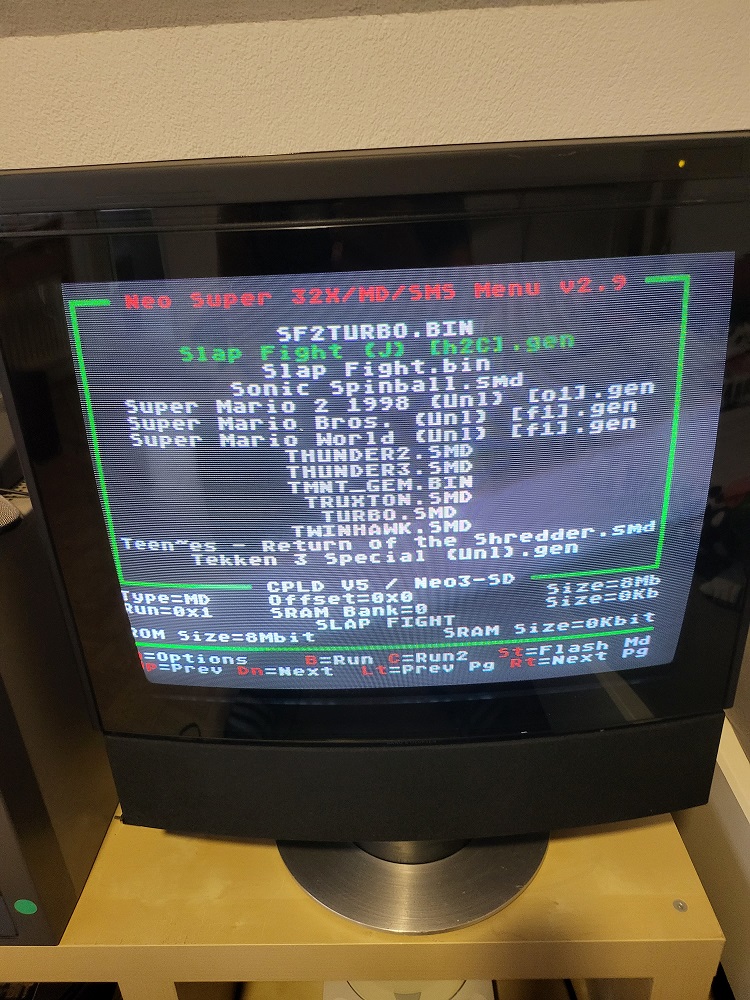 Neo Super 32X/MD/SMS Menu v2.9
SF2TURBO.BIN
Slap Fight (J) [h2C].gen
Slap Fight.bin
Sonic Spinball.smd
Super Mario 2 1998 (Unl) [o1].gen
Super Mario Bros. (Unl) [f1].gen
Super Mario World (Unl) [f1].gen
THUNDER2.SMD
THUNDER3.SMD
TMNT_GEM.BIN
TRUXTON.SMD
TURBO.SMD
TWINHAWK.SMD
Teen~es - Return of the Shredder.smd
Tekken 3 Special (Unl).gen
CPLD V5 / Neo3-SD
Type=MD Offset=0x0 Size=8Mb
Run=0x1 SRAM Bank=0 Size=0Kb
SLAP FIGHT
ROM Size=8Mbit SRAM Size=0Kbit
=Options B=Run C=Run2 St=Flash Md
p=Prev Dn=Next Lt=Prev Pg Rt=Next Pg